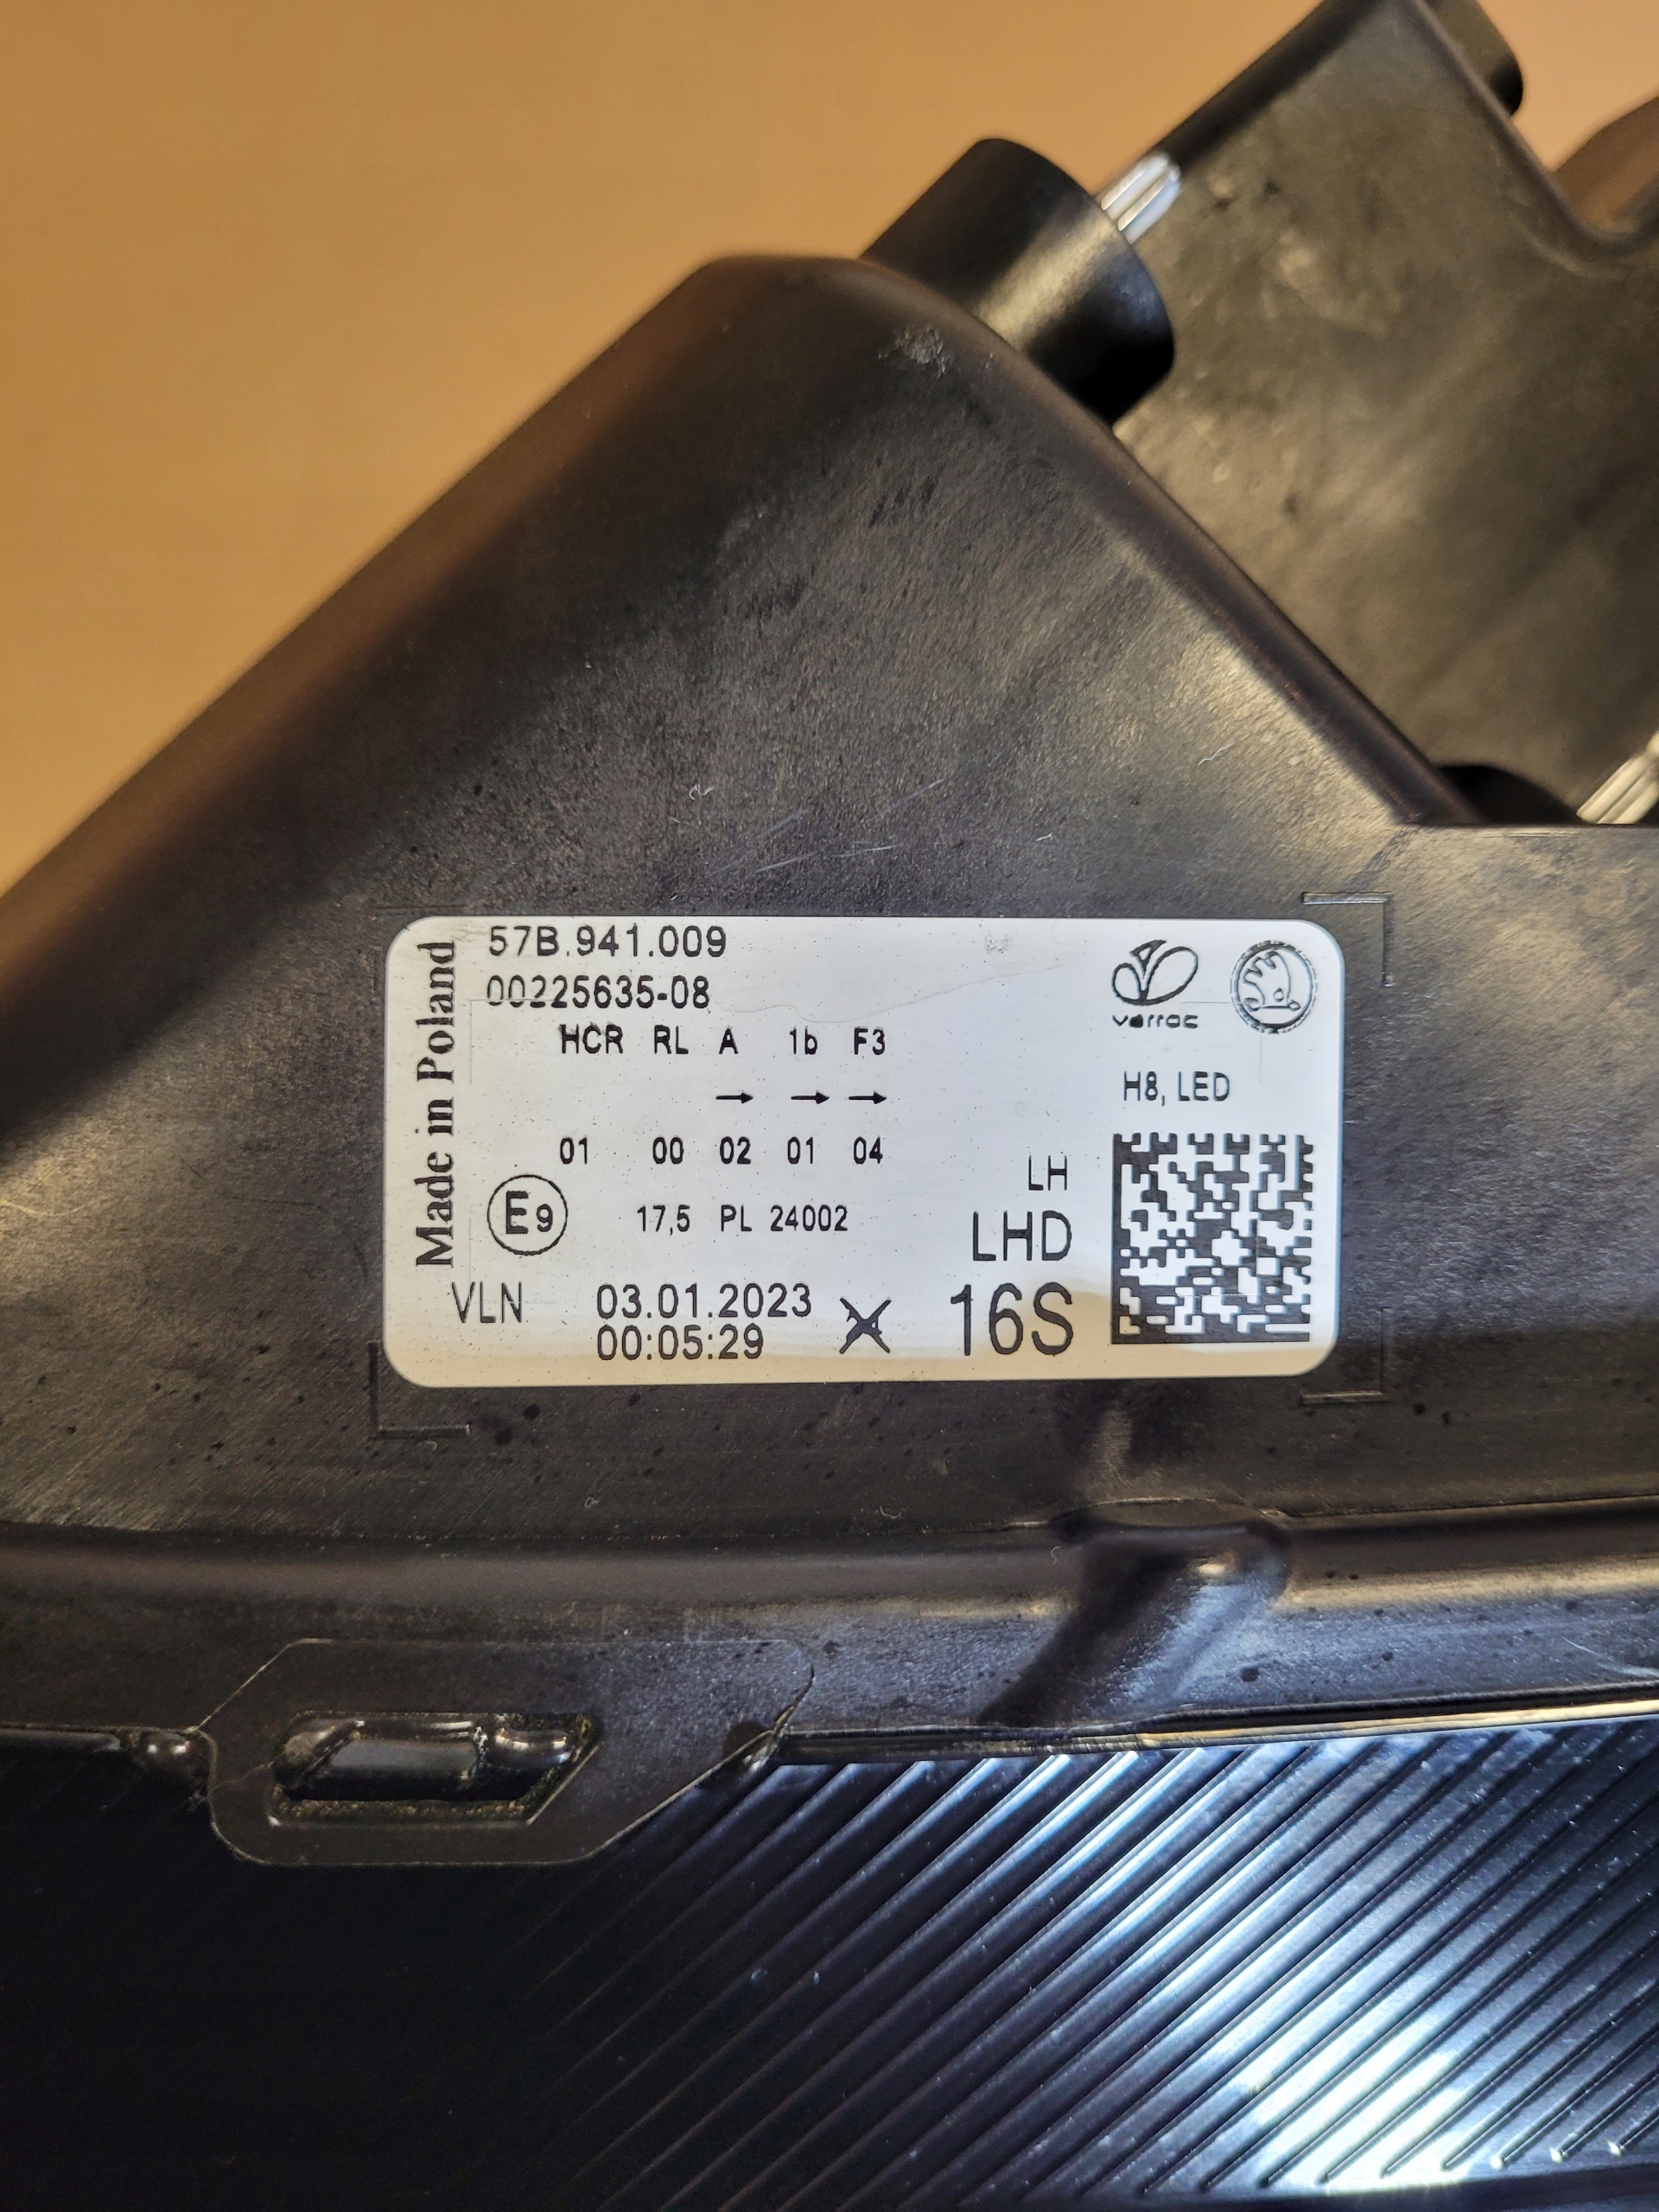 Made in Poland
57B.941.009
00225635-08
HCR RL A 1b F3
→ → →
01 00 02 01 04
E9 17,5 PL 24002
VLN 03.01.2023
00:05:29
varroc
H8, LED
LH
LHD
16S